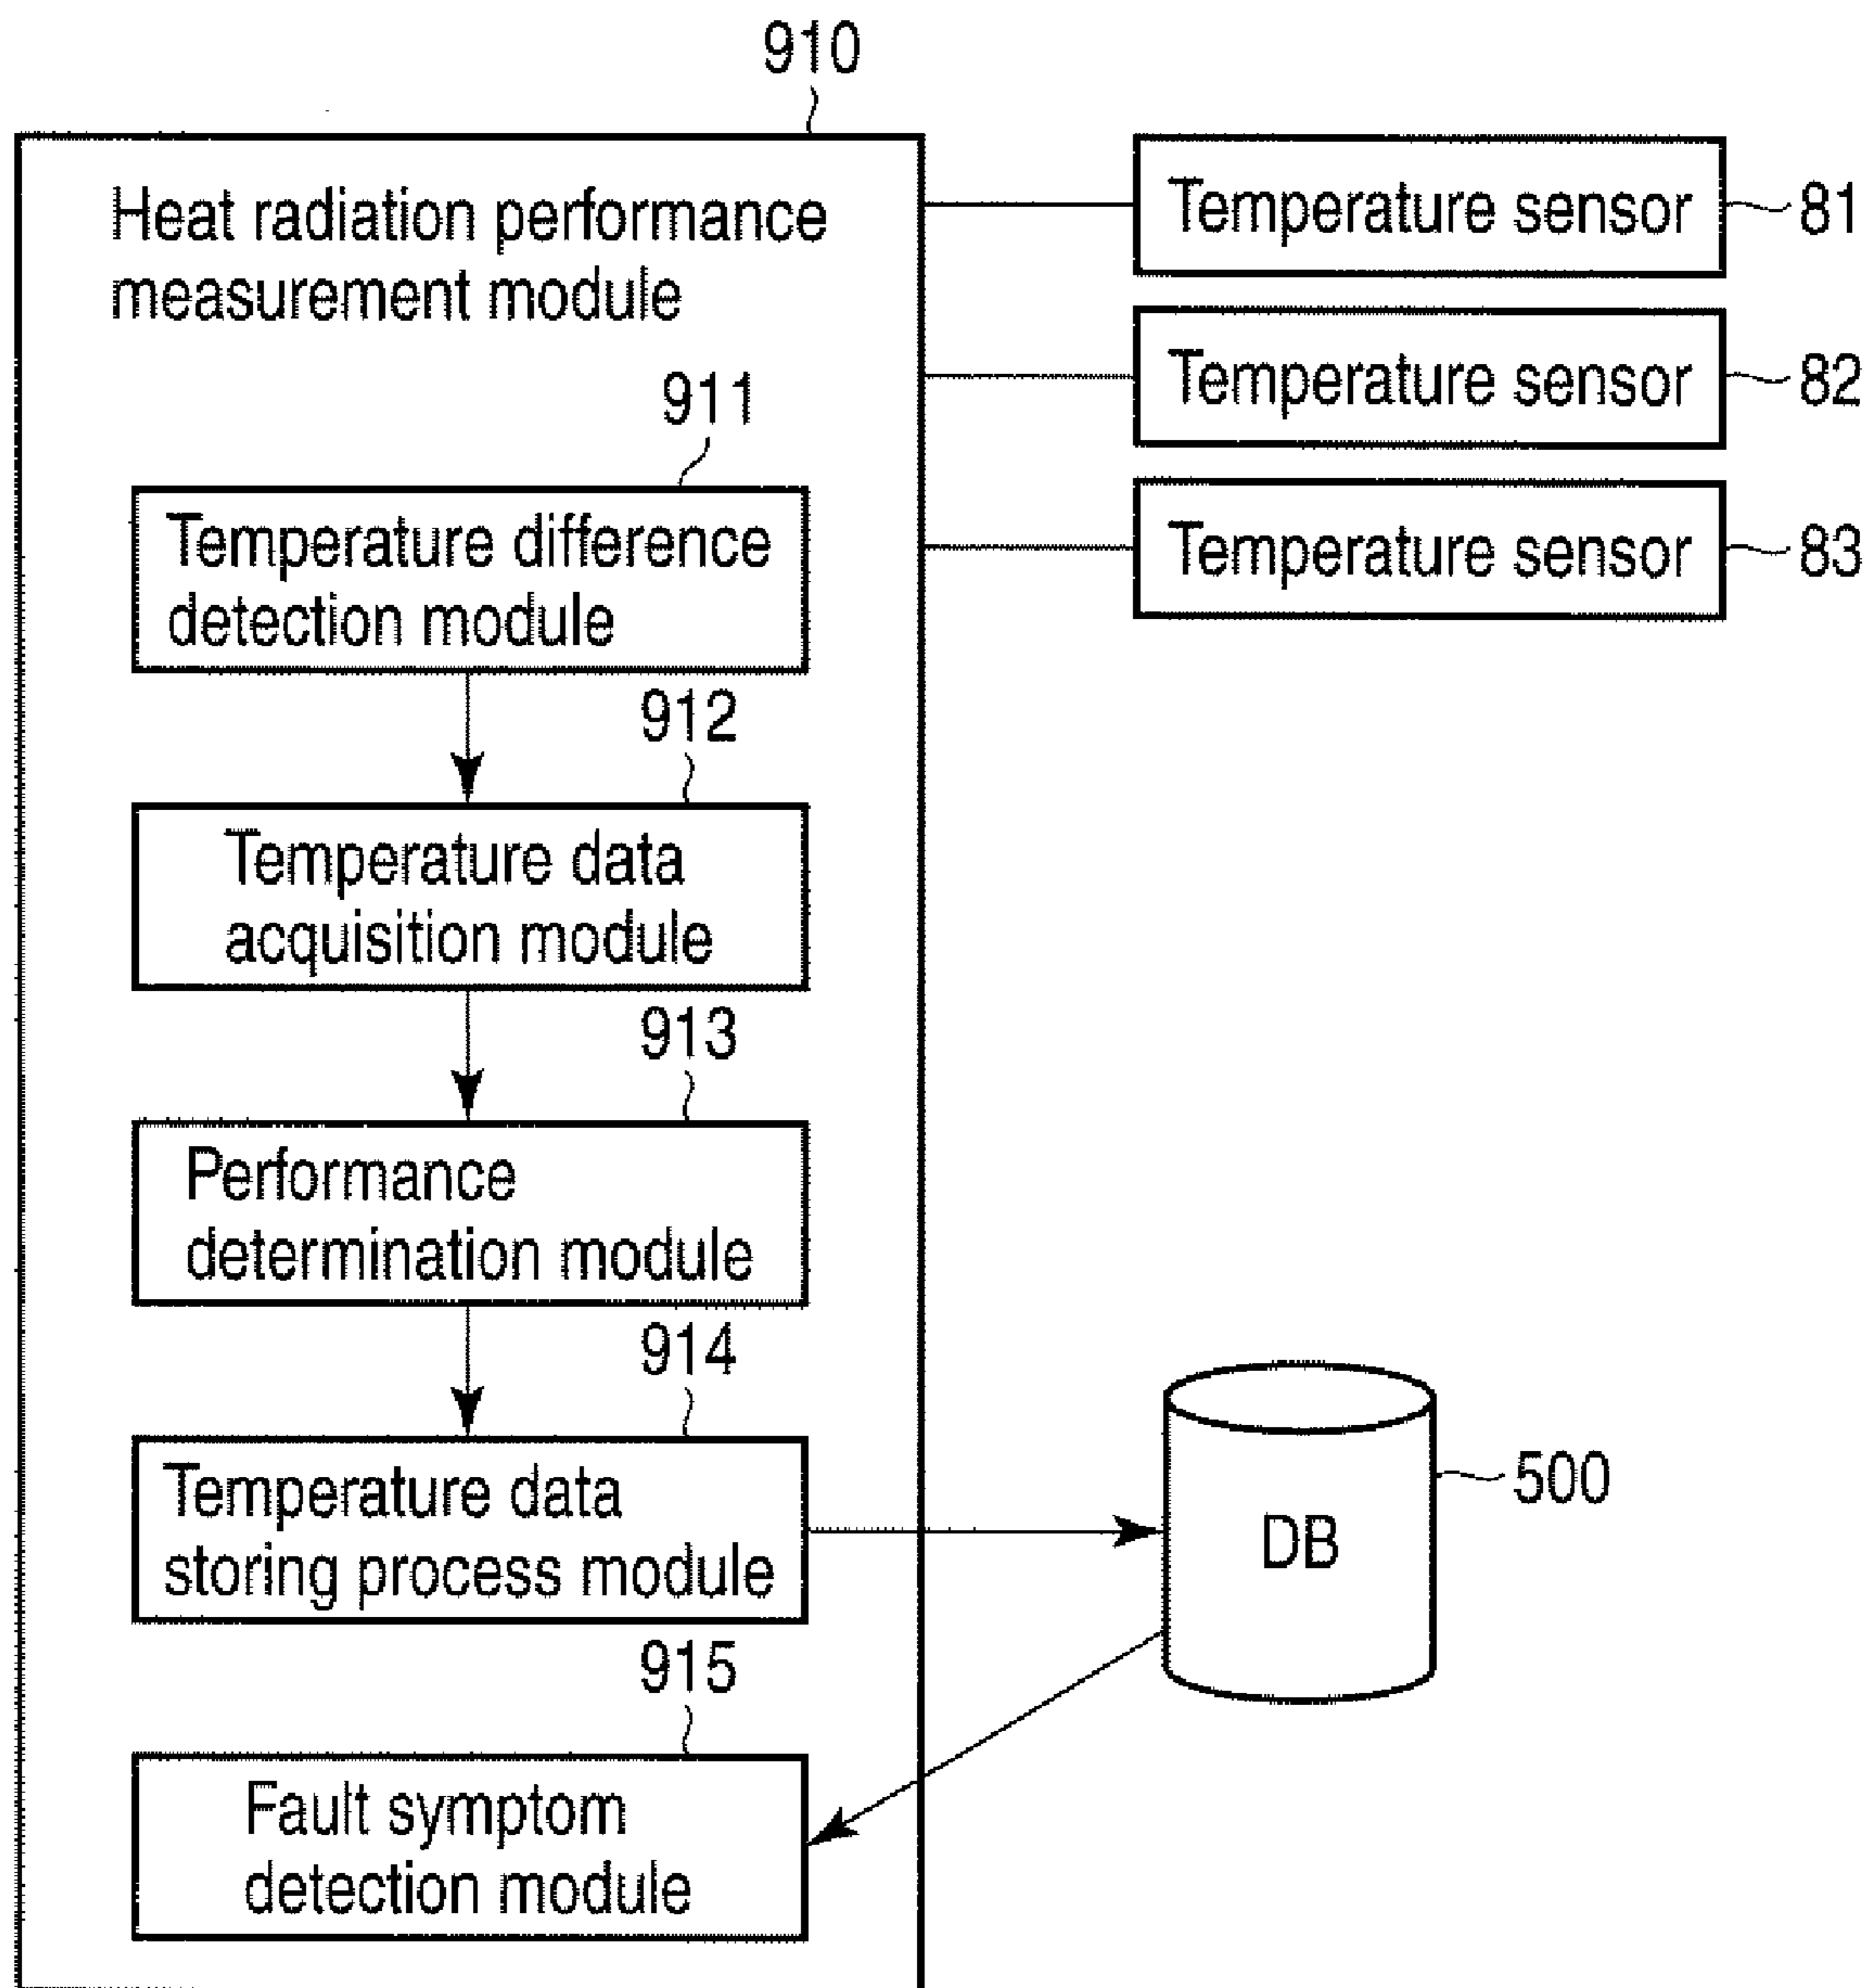 910
Heat radiation performance
measurement module
Temperature sensor
81
Temperature sensor
82
Temperature sensor
83
911
Temperature difference
detection module
912
Temperature data
acquisition module
913
Performance
determination module
914
Temperature data
storing process module
DB
500
915
Fault symptom
detection module